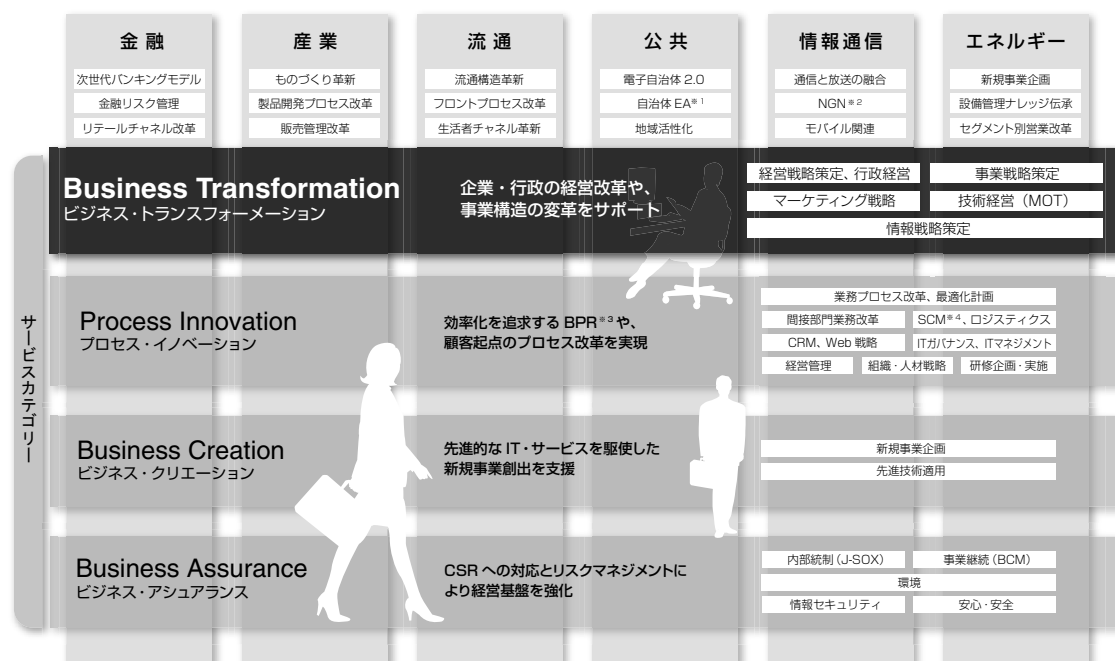 金融
産業
流通
公共
情報通信
エネルギー
次世代バンキングモデル
金融リスク管理
リテールチャネル改革
ものづくり革新
製品開発プロセス改革
販売管理改革
流通構造革新
フロントプロセス改革
生活者チャネル革新
電子自治体 2.0
自治体 EA※1
地域活性化
通信と放送の融合
NGN※2
モバイル関連
新規事業企画
設備管理ナレッジ伝承
セグメント別営業改革
サービスカテゴリー
Business Transformation
ビジネス・トランスフォーメーション
企業・行政の経営改革や、
事業構造の変革をサポート
経営戦略策定、行政経営
事業戦略策定
マーケティング戦略
技術経営(MOT)
情報戦略策定
Process Innovation
プロセス・イノベーション
効率化を追求する BPR※3 や、
顧客起点のプロセス改革を実現
業務プロセス改革、最適化計画
間接部門業務改革
SCM※4、ロジスティクス
CRM、Web 戦略
ITガバナンス、ITマネジメント
経営管理
組織・人材戦略
研修企画・実施
Business Creation
ビジネス・クリエーション
先進的な IT・サービスを駆使した
新規事業創出を支援
新規事業企画
先進技術適用
Business Assurance
ビジネス・アシュアランス
CSR への対応とリスクマネジメントに
より経営基盤を強化
内部統制(J-SOX)
事業継続(BCM)
環境
情報セキュリティ
安心・安全